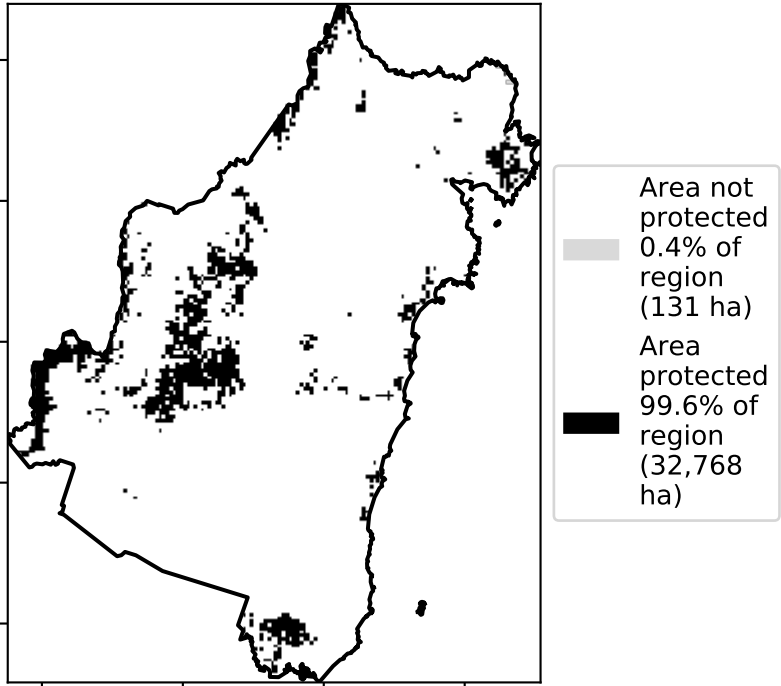 Area not
protected
0.4% of
region
(131 ha)
Area
protected
99.6% of
region
(32,768
ha)